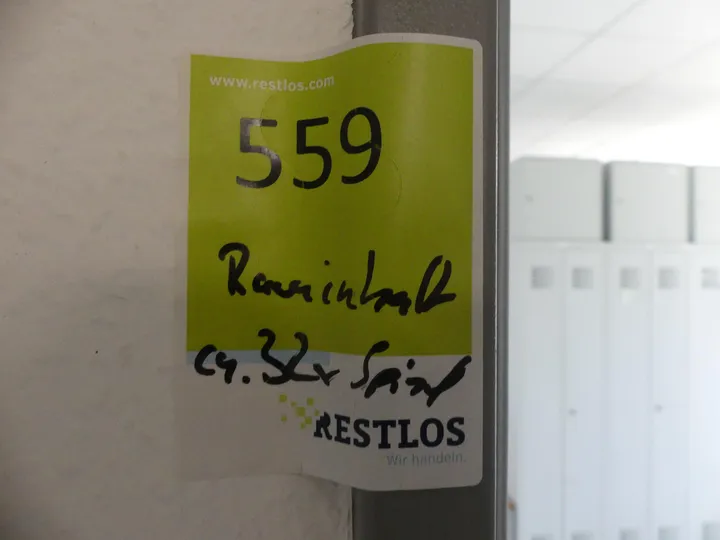 www.restlos.com
559
Rauminhalt
ca. 32x Spind
RESTLOS
Wir handeln.